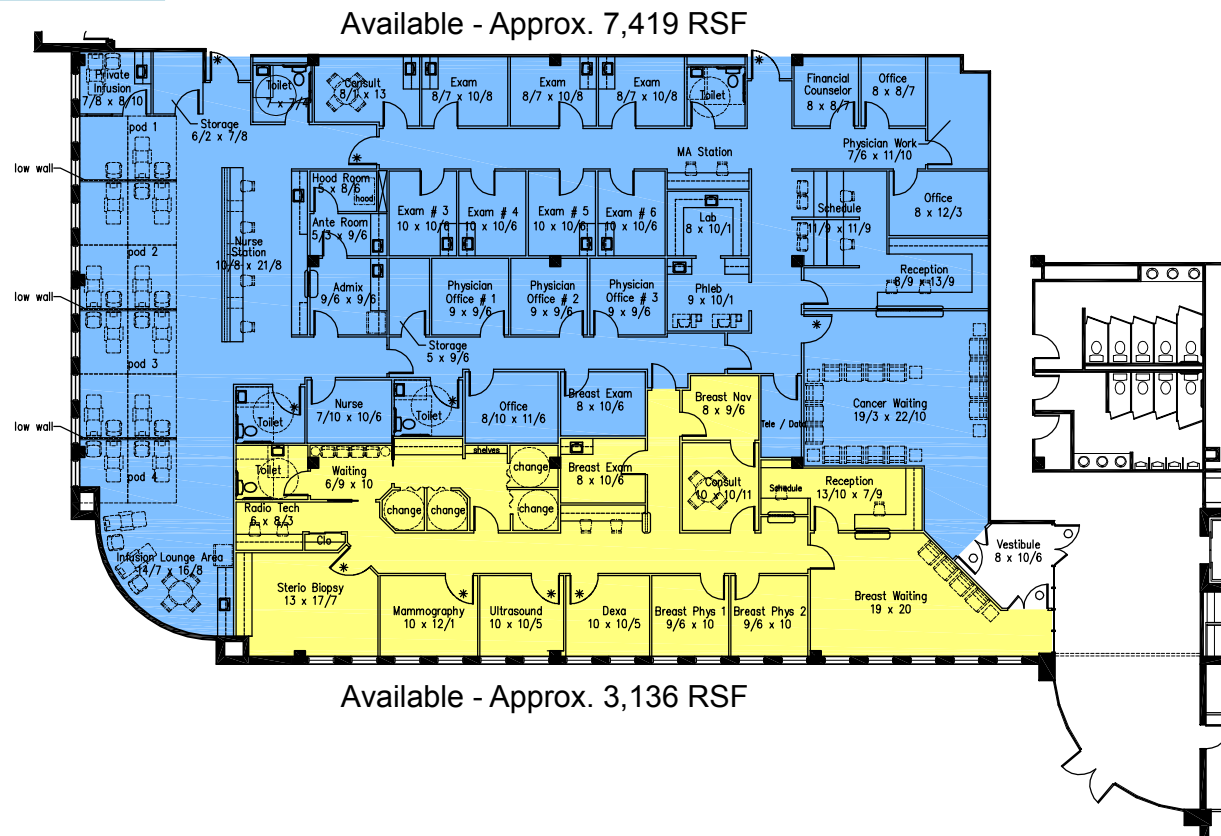 Available - Approx. 7,419 RSF
Private
Infusion
7/8 x 8/10
Storage
6/2 x 7/8
Toilet
7 x 7/4
Consult
8/1 x 13
Exam
8/7 x 10/8
Exam
8/7 x 10/8
Exam
8/7 x 10/8
Toilet
Financial
Counselor
8 x 8/7
Office
8 x 8/7
Physician Work
7/6 x 11/10
pod 1
low wall
MA Station
Hood Room
5 x 8/6
hood
Exam # 3
10 x 10/6
Exam # 4
10 x 10/6
Exam # 5
10 x 10/6
Exam # 6
10 x 10/6
Lab
8 x 10/1
Schedule
11/9 x 11/9
Office
8 x 12/3
Ante Room
5/3 x 9/6
Nurse
Station
10/8 x 21/8
pod 2
low wall
Admix
9/6 x 9/6
Physician
Office # 1
9 x 9/6
Physician
Office # 2
9 x 9/6
Physician
Office # 3
9 x 9/6
Phleb
9 x 10/1
Reception
8/9 x 13/9
Storage
5 x 9/6
pod 3
low wall
Toilet
Nurse
7/10 x 10/6
Toilet
Office
8/10 x 11/6
Breast Exam
8 x 10/6
Breast Nav
8 x 9/6
Tele / Data
Cancer Waiting
19/3 x 22/10
pod 4
Toilet
Waiting
6/9 x 10
shelves
change
Breast Exam
8 x 10/6
Consult
10 x 10/11
Schedule
Reception
13/10 x 7/9
Radio Tech
6 x 8/3
change
change
change
Clo
Infusion Lounge Area
14/7 x 16/8
Vestibule
8 x 10/6
Sterio Biopsy
13 x 17/7
Mammography
10 x 12/1
Ultrasound
10 x 10/5
Dexa
10 x 10/5
Breast Phys 1
9/6 x 10
Breast Phys 2
9/6 x 10
Breast Waiting
19 x 20
Available - Approx. 3,136 RSF